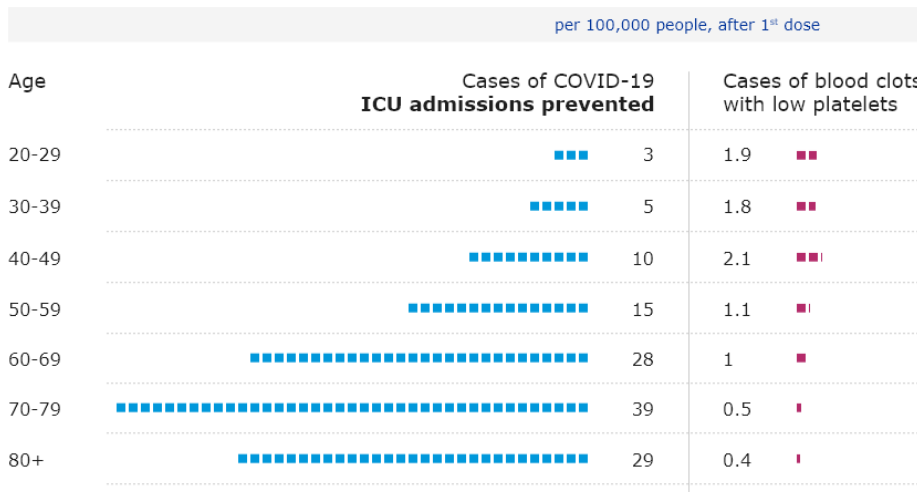 per 100,000 people, after 1st dose
Age
Cases of COVID-19
ICU admissions prevented
Cases of blood clots
with low platelets
20-29 3 1.9
30-39 5 1.8
40-49 10 2.1
50-59 15 1.1
60-69 28 1
70-79 39 0.5
80+ 29 0.4